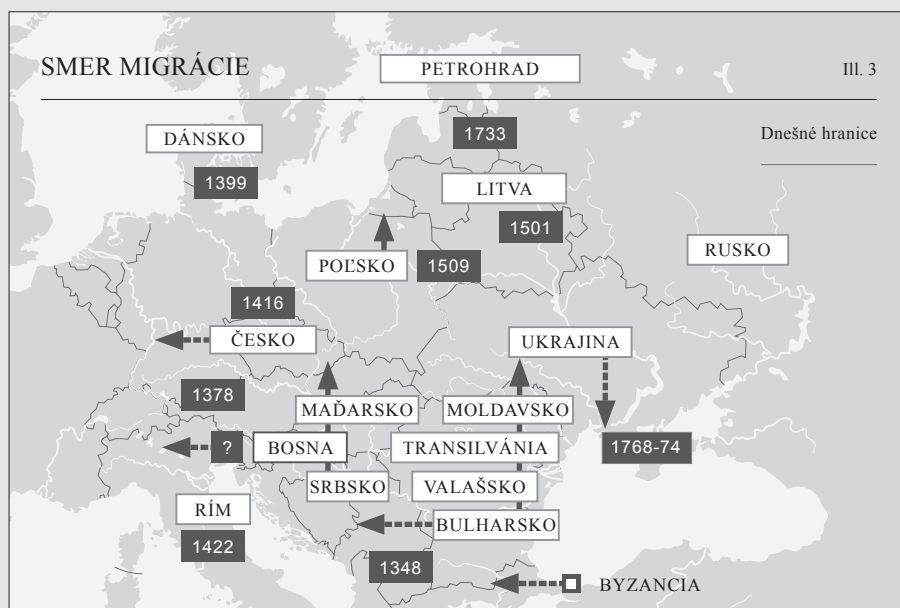 SMER MIGRÁCIE
PETROHRAD
Ill. 3
Dnešné hranice
1733
DÁNSKO
1399
LITVA
1501
RUSKO
POĽSKO
1509
1416
ČESKO
UKRAJINA
1378
MAĎARSKO
MOLDAVSKO
?
BOSNA
TRANSILVÁNIA
1768-74
SRBSKO
VALAŠSKO
RÍM
1422
BULHARSKO
1348
BYZANCIA